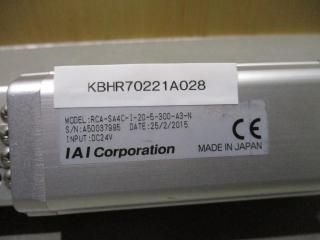 KBHR70221A028
MODEL:RCA-SA4C-I-20-5-300-A3-N
S/N:A50037995 DATE:25/2/2015
INPUT:DC24V
IAI Corporation MADE IN JAPAN